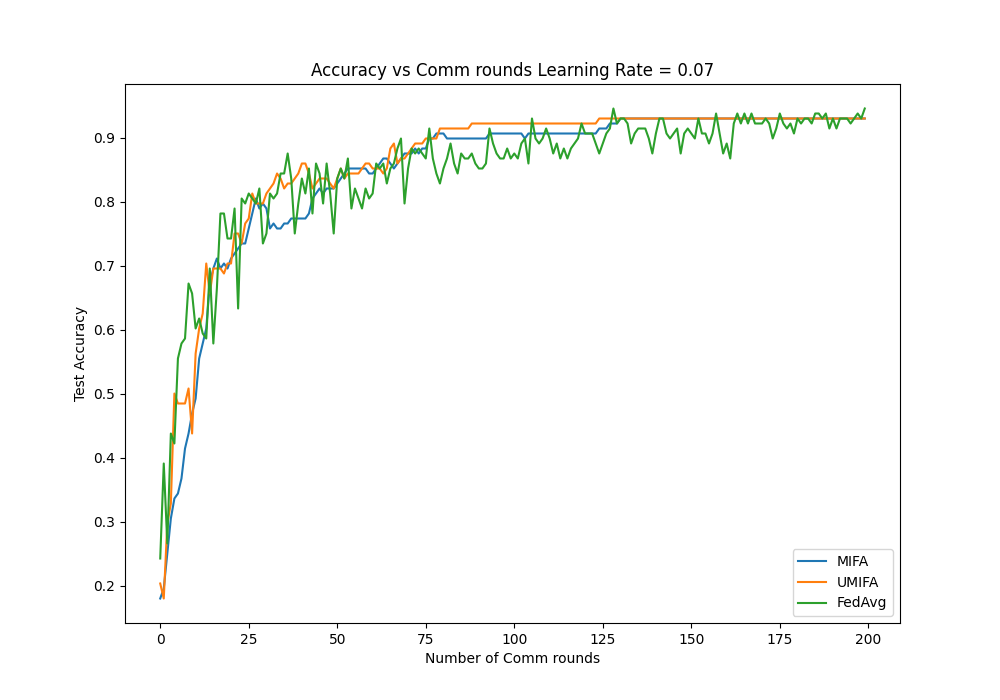 Accuracy vs Comm rounds Learning Rate = 0.07
Test Accuracy
0.9
0.8
0.7
0.6
0.5
0.4
0.3
0.2
0 25 50 75 100 125 150 175 200
Number of Comm rounds
MIFA
UMIFA
FedAvg